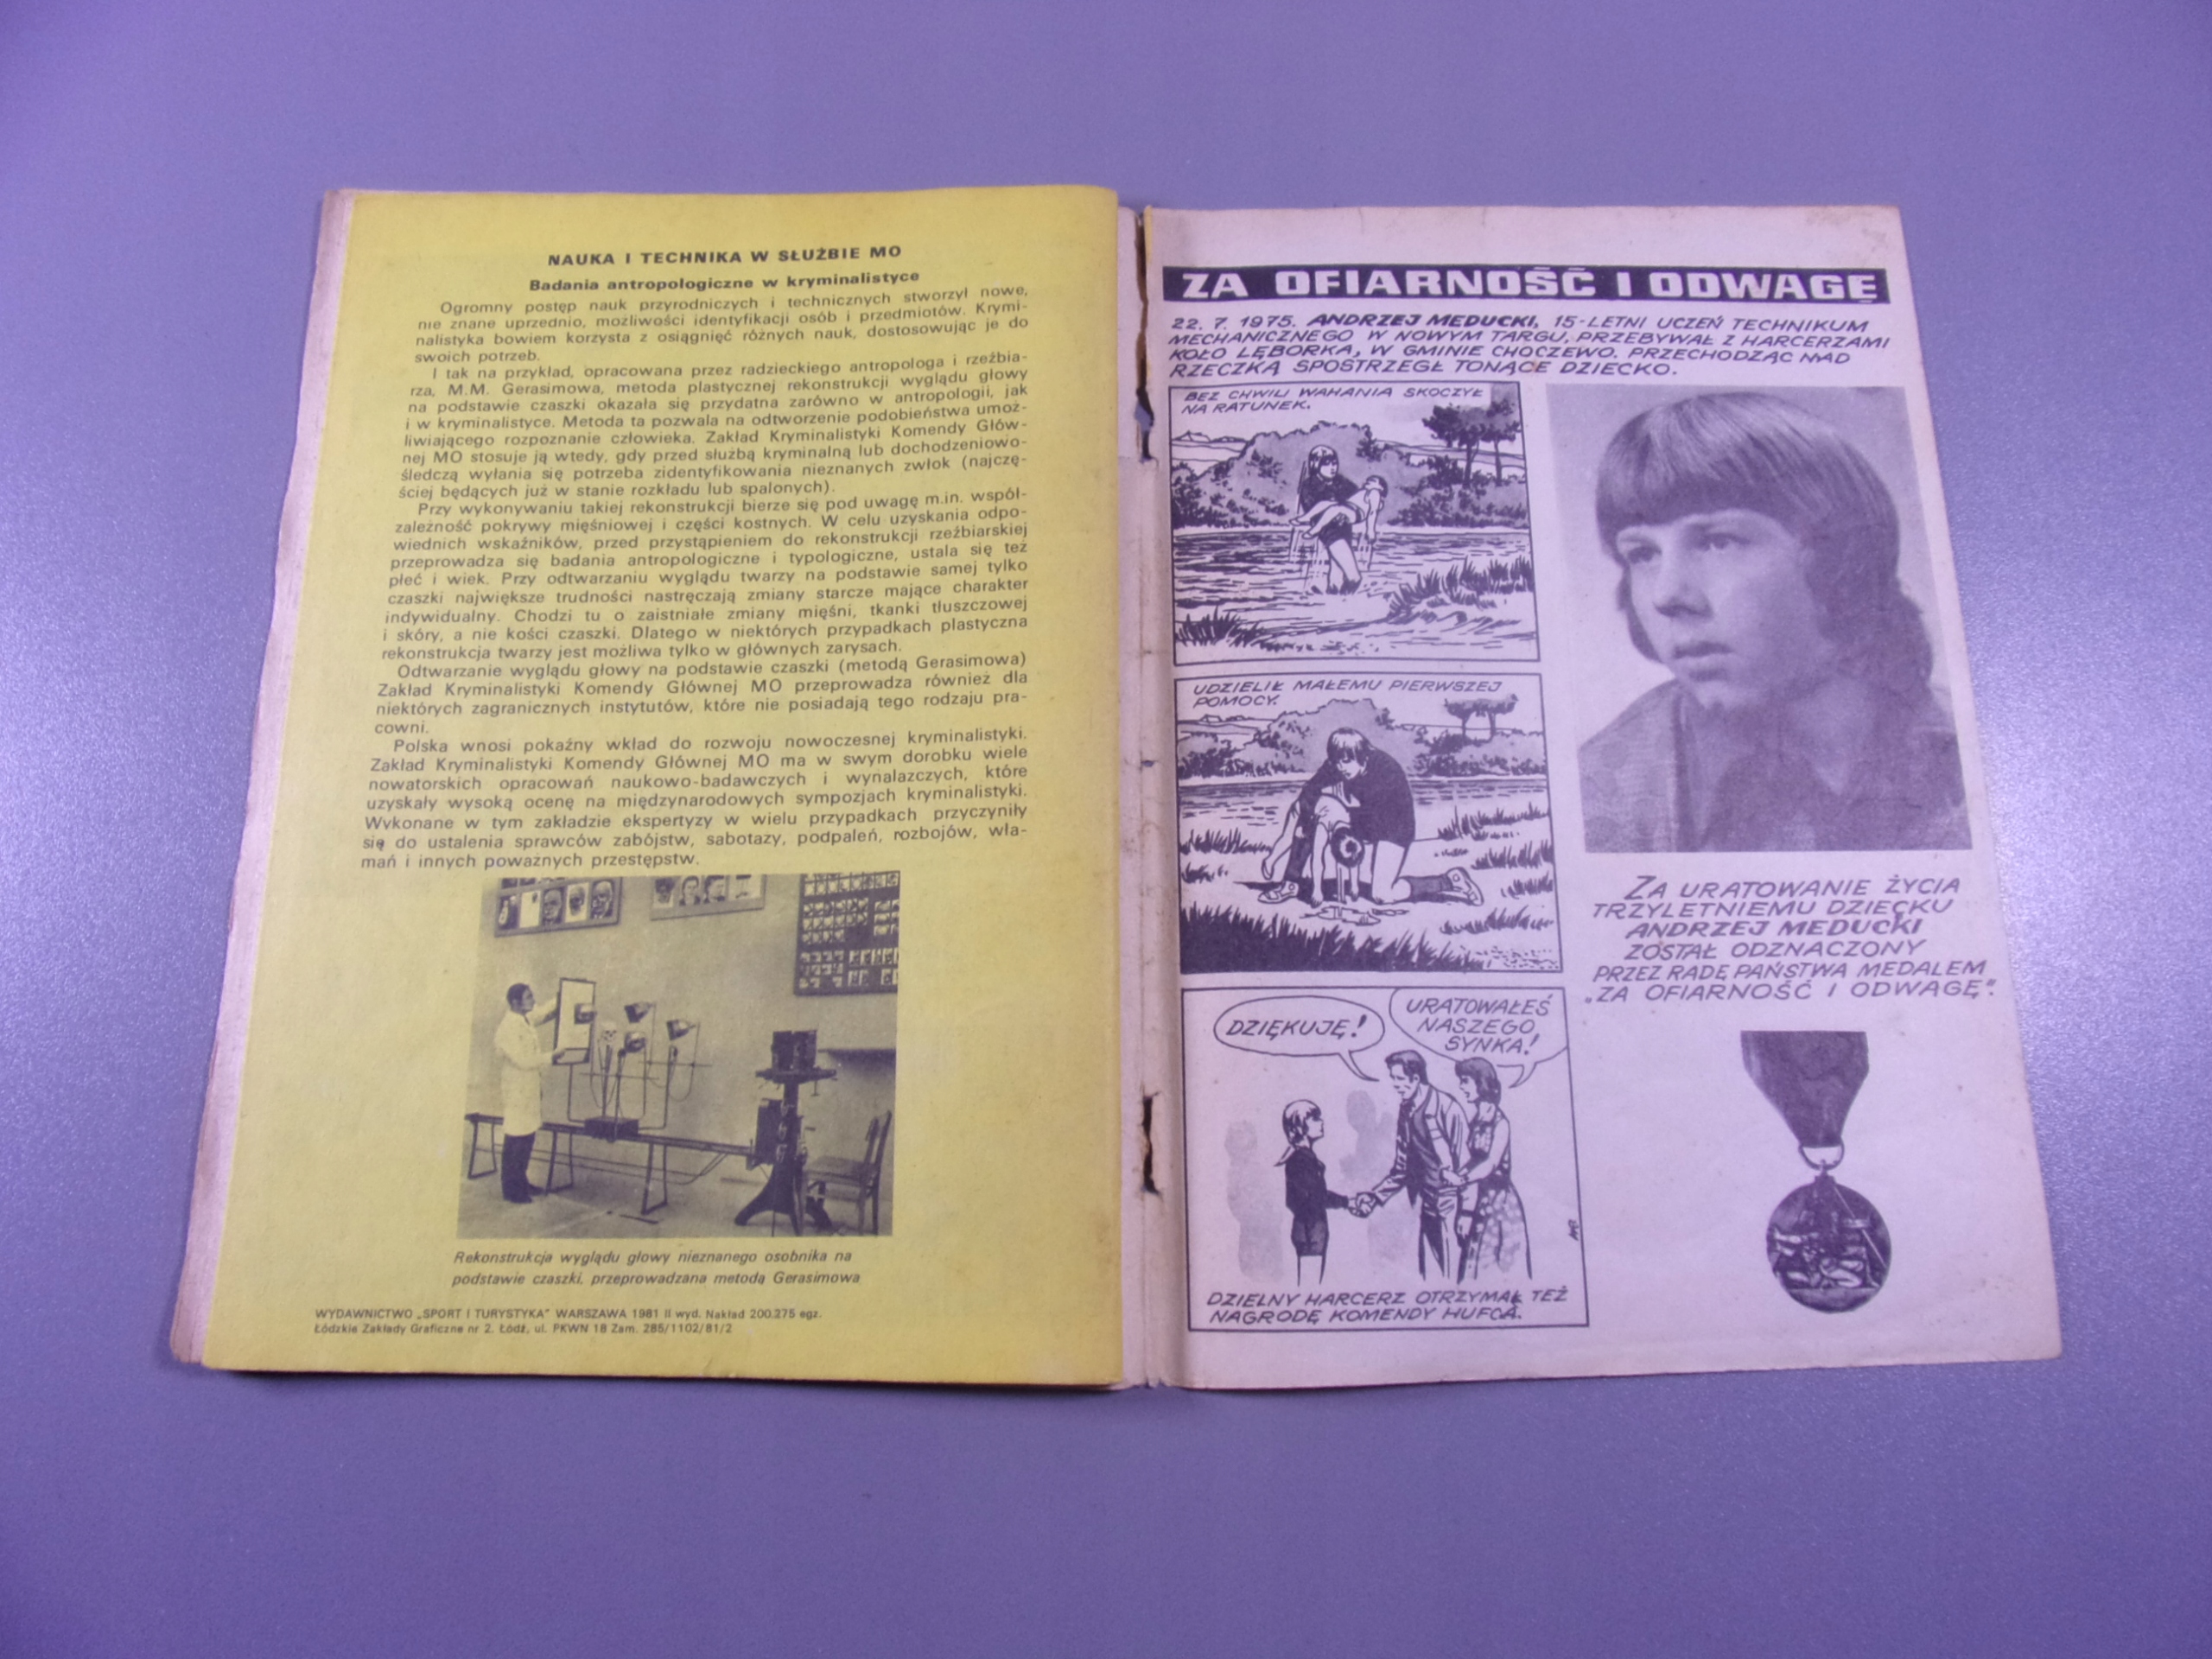 NAUKA I TECHNIKA W SŁUŻBIE MO
Badania antropologiczne w kryminalistyce
Ogromny postęp nauk przyrodniczych i technicznych stworzył nowe,
nie znane uprzednio, możliwości identyfikacji osób i przedmiotów. Krymi-
nalistyka bowiem korzysta z osiągnięć różnych nauk, dostosowując je do
swoich potrzeb.
I tak na przykład, opracowana przez radzieckiego antropologa i rzeźbia-
rza, M.M. Gerasimowa, metoda plastycznej rekonstrukcji wyglądu głowy
na podstawie czaszki okazała się przydatna zarówno w antropologii, jak
i w kryminalistyce. Metoda ta pozwala na odtworzenie podobieństwa umoż-
liwiającego rozpoznanie człowieka. Zakład Kryminalistyki Komendy Głów-
nej MO stosuje ją wtedy, gdy przed służbą kryminalną lub dochodzeniowo-
śledczą wyłania się potrzeba zidentyfikowania nieznanych zwłok (najczę-
ściej będących już w stanie rozkładu lub spalonych).
Przy wykonywaniu takiej rekonstrukcji bierze się pod uwagę m.in. współ-
zależność pokrywy mięśniowej i części kostnych. W celu uzyskania odpo-
wiednich wskaźników, przed przystąpieniem do rekonstrukcji rzeźbiarskiej
przeprowadza się badania antropologiczne i typologiczne, ustala się też
płeć i wiek. Przy odtwarzaniu wyglądu twarzy na podstawie samej tylko
czaszki największe trudności nastręczają zmiany starcze mające charakter
indywidualny. Chodzi tu o zaistniałe zmiany mięśni, tkanki tłuszczowej
i skóry, a nie kości czaszki. Dlatego w niektórych przypadkach plastyczna
rekonstrukcja twarzy jest możliwa tylko w głównych zarysach.
Odtwarzanie wyglądu głowy na podstawie czaszki (metodą Gerasimowa)
Zakład Kryminalistyki Komendy Głównej MO przeprowadza również dla
niektórych zagranicznych instytutów, które nie posiadają tego rodzaju pra-
cowni.
Polska wnosi pokaźny wkład do rozwoju nowoczesnej kryminalistyki.
Zakład Kryminalistyki Komendy Głównej MO ma w swym dorobku wiele
nowatorskich opracowań naukowo-badawczych i wynalazczych, które
uzyskały wysoką ocenę na międzynarodowych sympozjach kryminalistyki.
Wykonane w tym zakładzie ekspertyzy w wielu przypadkach przyczyniły
się do ustalenia sprawców zabójstw, sabotaży, podpaleń, rozbojów, wła-
mań i innych poważnych przestępstw.
Rekonstrukcja wyglądu głowy nieznanego osobnika na
podstawie czaszki, przeprowadzana metodą Gerasimowa
WYDAWNICTWO „SPORT I TURYSTYKA" WARSZAWA 1981 II wyd. Nakład 200.275 egz.
Łódzkie Zakłady Graficzne nr 2. Łódź, ul. PKWN 18 Zam. 285/1102/81/2
ZA OFIARNOŚĆ I ODWAGĘ
22. 7. 1975. ANDRZEJ MEDUCKI, 15-LETNI UCZEŃ TECHNIKUM
MECHANICZNEGO W NOWYM TARGU, PRZEBYWAŁ Z HARCERZAMI
KOŁO LĘBORKA, W GMINIE CHOCZEWO. PRZECHODZĄC NAD
RZECZKĄ SPOSTRZEGŁ TONĄCE DZIECKO.
BEZ CHWILI WAHANIA SKOCZYŁ
NA RATUNEK.
UDZIELIŁ MAŁEMU PIERWSZEJ
POMOCY.
DZIĘKUJĘ!
URATOWAŁEŚ
NASZEGO
SYNKA!
DZIELNY HARCERZ OTRZYMAŁ TEŻ
NAGRODĘ KOMENDY HUFCA.
ZA URATOWANIE ŻYCIA
TRZYLETNIEMU DZIECKU
ANDRZEJ MEDUCKI
ZOSTAŁ ODZNACZONY
PRZEZ RADĘ PAŃSTWA MEDALEM
„ZA OFIARNOŚĆ I ODWAGĘ".